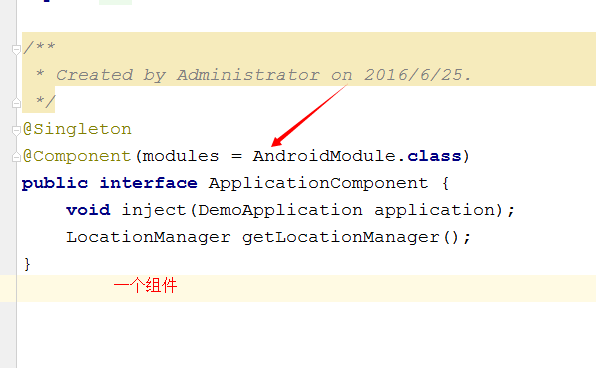 /**
* Created by Administrator on 2016/6/25.
*/
@Singleton
@Component(modules = AndroidModule.class)
public interface ApplicationComponent {
void inject(DemoApplication application);
LocationManager getLocationManager();
}
一个组件